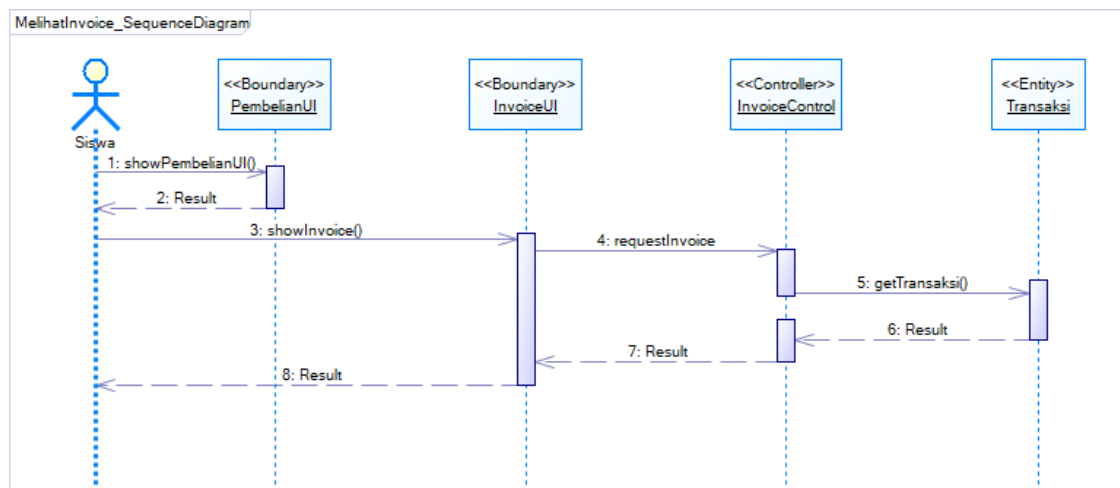 MelihatInvoice_SequenceDiagram
<<Boundary>>
PembelianUI
<<Boundary>>
InvoiceUI
<<Controller>>
InvoiceControl
<<Entity>>
Transaksi
Siswa
1: showPembelianUI()
2: Result
3: showInvoice()
4: requestInvoice
5: getTransaksi()
6: Result
7: Result
8: Result